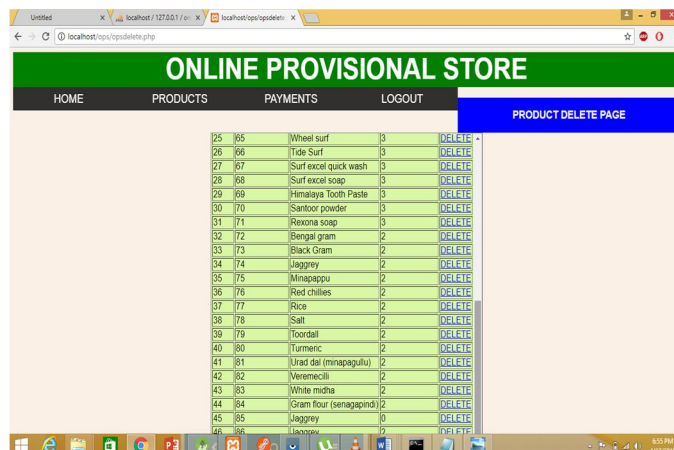 Untitled
localhost / 127.0.0.1 / o
localhost/ops/opsdelete
localhost/ops/opsdelete.php
ONLINE PROVISIONAL STORE
HOME PRODUCTS PAYMENTS LOGOUT
PRODUCT DELETE PAGE
25 65 Wheel surf 3 DELETE
26 66 Tide Surf 3 DELETE
27 67 Surf excel quick wash 3 DELETE
28 68 Surf excel soap 3 DELETE
29 69 Himalaya Tooth Paste 3 DELETE
30 70 Santoor powder 3 DELETE
31 71 Rexona soap 3 DELETE
32 72 Bengal gram 2 DELETE
33 73 Black Gram 2 DELETE
34 74 Jaggrey 2 DELETE
35 75 Minapappu 2 DELETE
36 76 Red chillies 2 DELETE
37 77 Rice 2 DELETE
38 78 Salt 2 DELETE
39 79 Toordall 2 DELETE
40 80 Turmeric 2 DELETE
41 81 Urad dal (minapagullu) 2 DELETE
42 82 Veremecilli 2 DELETE
43 83 White midha 2 DELETE
44 84 Gram flour (senagapindi) 2 DELETE
45 85 Jaggrey 0 DELETE
46 86 Jaggrey 2 DELETE
6:55 PM